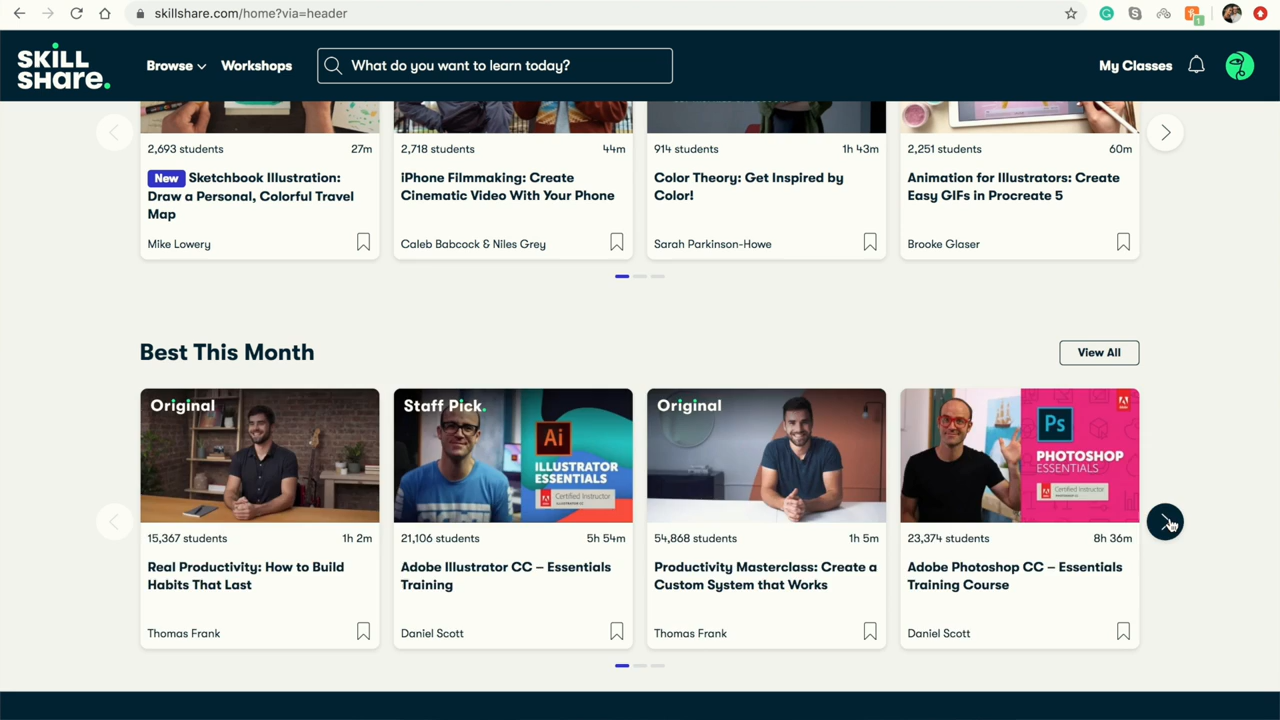 skillshare.com/home?via=header
1
SKILL
SHARE.
Browse
Workshops
What do you want to learn today?
My Classes
2,693 students 27m
New Sketchbook Illustration:
Draw a Personal, Colorful Travel
Map
Mike Lowery
2,718 students 44m
iPhone Filmmaking: Create
Cinematic Video With Your Phone
Caleb Babcock & Niles Grey
914 students 1h 43m
Color Theory: Get Inspired by
Color!
Sarah Parkinson-Howe
2,251 students 60m
Animation for Illustrators: Create
Easy GIFs in Procreate 5
Brooke Glaser
Best This Month
View All
Original
15,367 students 1h 2m
Real Productivity: How to Build
Habits That Last
Thomas Frank
Staff Pick.
Ai
ILLUSTRATOR
ESSENTIALS
Certified Instructor
ILLUSTRATOR CC
21,106 students 5h 54m
Adobe Illustrator CC – Essentials
Training
Daniel Scott
Original
54,868 students 1h 5m
Productivity Masterclass: Create a
Custom System that Works
Thomas Frank
Ps
PHOTOSHOP
ESSENTIALS
Certified Instructor
PHOTOSHOP CC
23,374 students 8h 36m
Adobe Photoshop CC – Essentials
Training Course
Daniel Scott